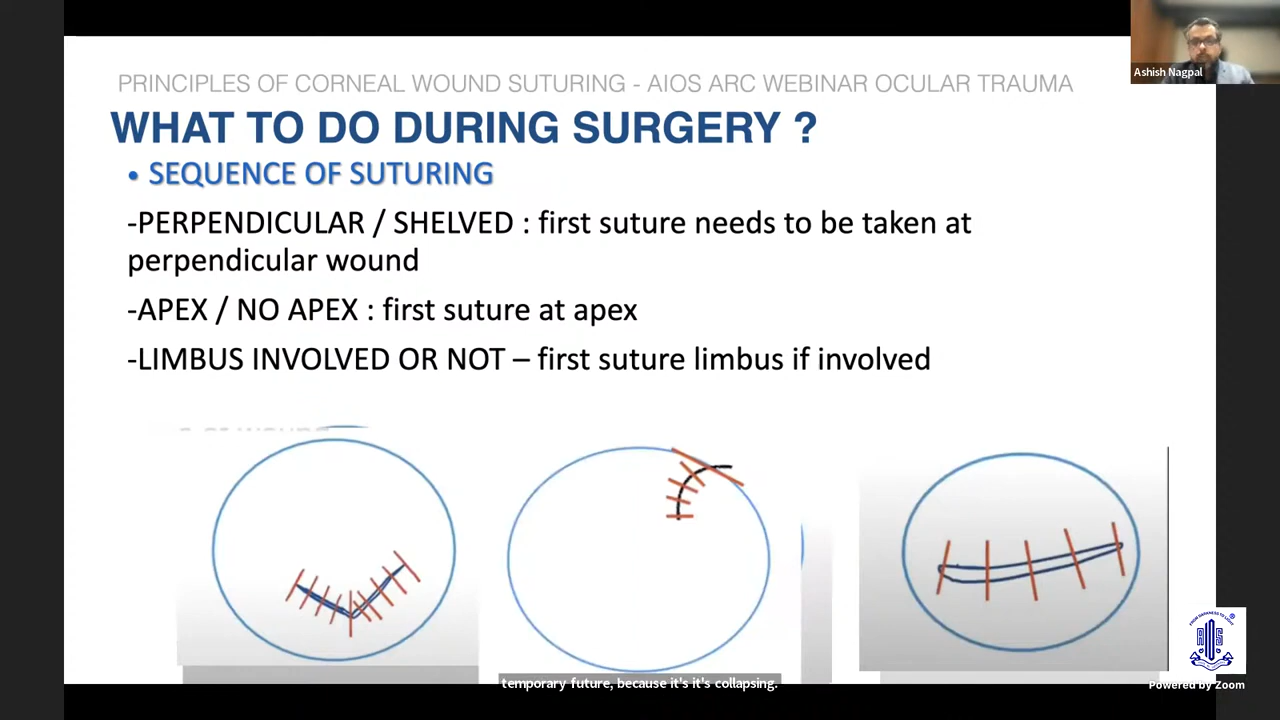 Ashish Nagpal
PRINCIPLES OF CORNEAL WOUND SUTURING - AIOS ARC WEBINAR OCULAR TRAUMA
WHAT TO DO DURING SURGERY ?
• SEQUENCE OF SUTURING
-PERPENDICULAR / SHELVED : first suture needs to be taken at
perpendicular wound
-APEX / NO APEX : first suture at apex
-LIMBUS INVOLVED OR NOT – first suture limbus if involved
temporary future, because it's it's collapsing.
Powered by Zoom